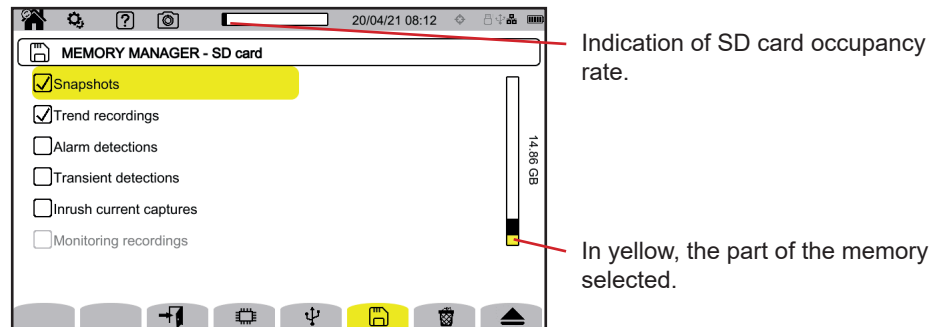 20/04/21 08:12
MEMORY MANAGER - SD card
Snapshots
Trend recordings
Alarm detections
Transient detections
Inrush current captures
Monitoring recordings
14.86 GB
Indication of SD card occupancy
rate.
In yellow, the part of the memory
selected.